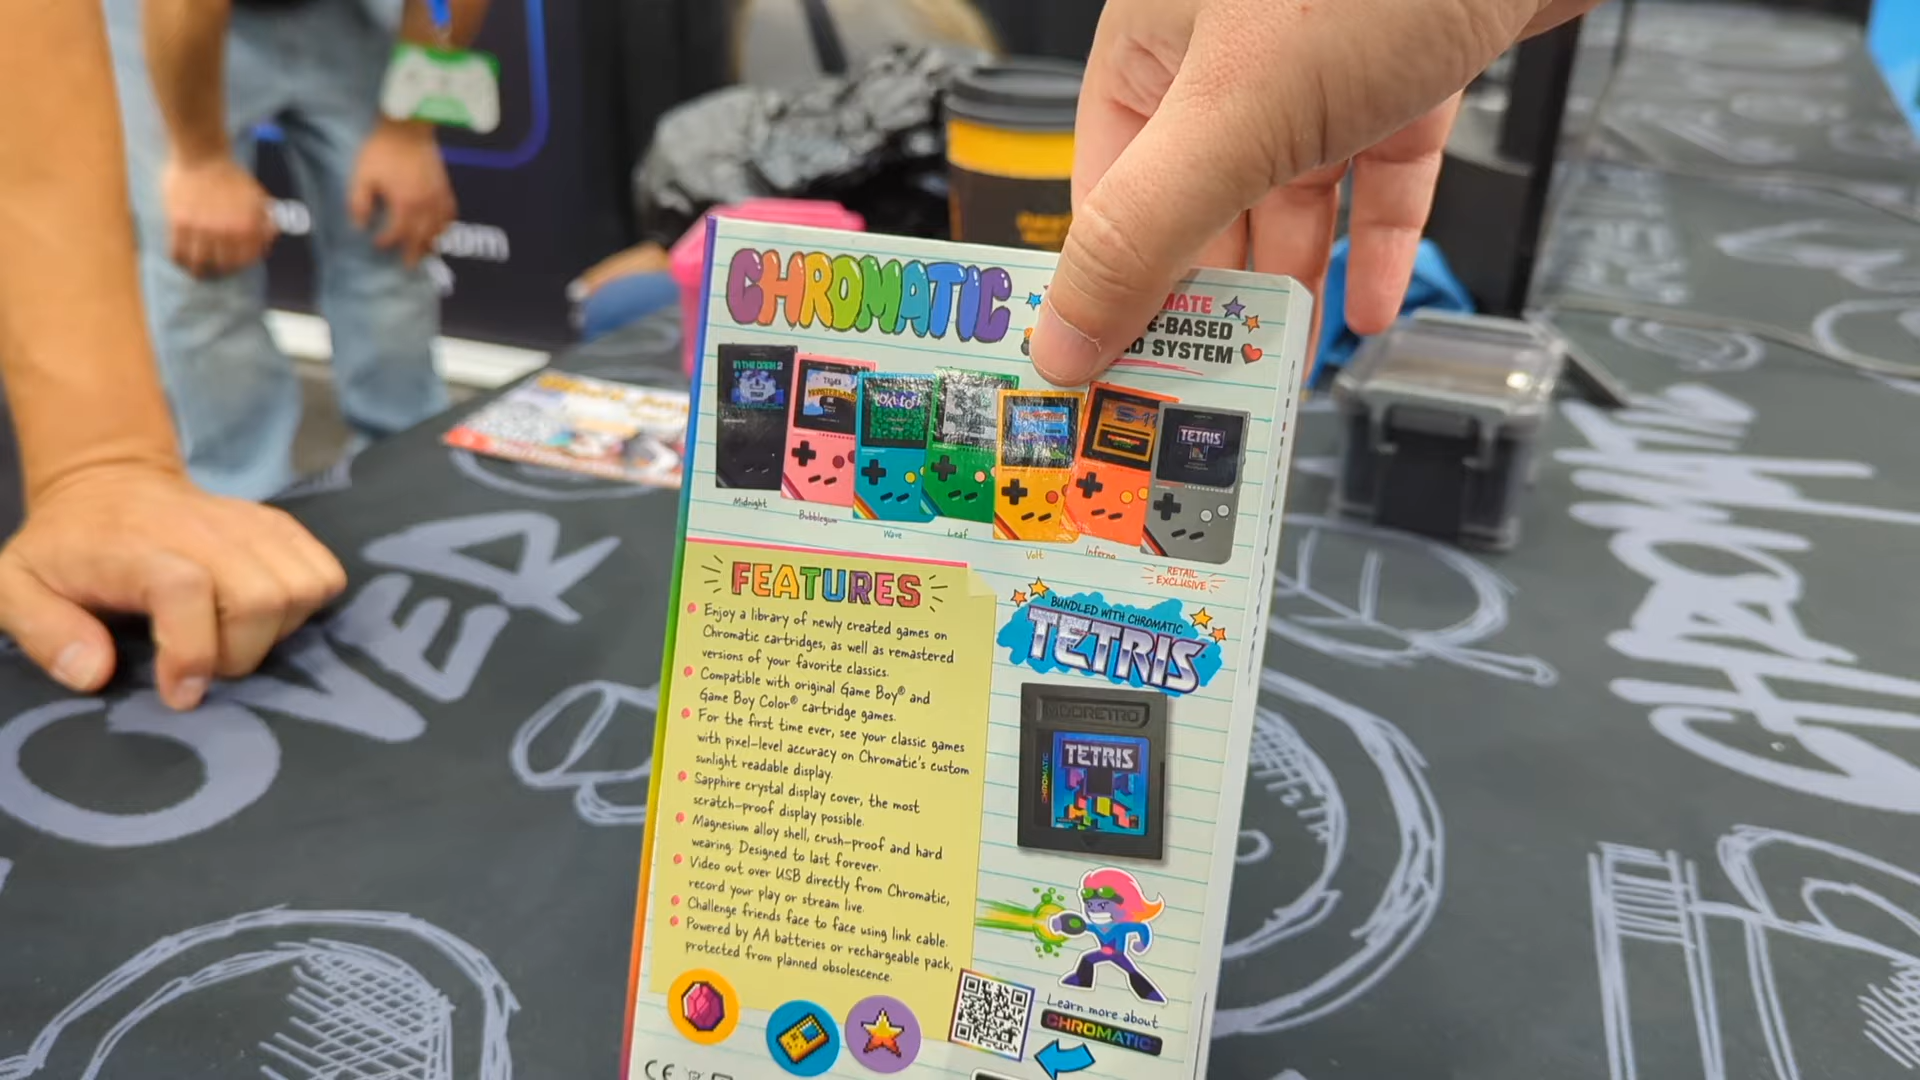 CHROMATIC
SYSTEM
TETRIS
Midnight
Bubblegum
Wave
Leaf
Volt
Inferno
RETAIL
EXCLUSIVE
FEATURES
Enjoy a library of newly created games on
Chromatic cartridges, as well as remastered
versions of your favorite classics.
Compatible with original Game Boy® and
Game Boy Color® cartridge games.
For the first time ever, see your classic games
with pixel-level accuracy on Chromatic's custom
sunlight readable display.
Sapphire crystal display cover, the most
scratch-proof display possible.
Magnesium alloy shell, crush-proof and hard
wearing. Designed to last forever.
Video out over USB directly from Chromatic,
record your play or stream live.
Challenge friends face to face using link cable.
Powered by AA batteries or rechargeable pack,
protected from planned obsolescence.
BUNDLED WITH CHROMATIC
TETRIS
MODRETRO
TETRIS
CHROMATIC
Learn more about
CHROMATIC
CE
OVER